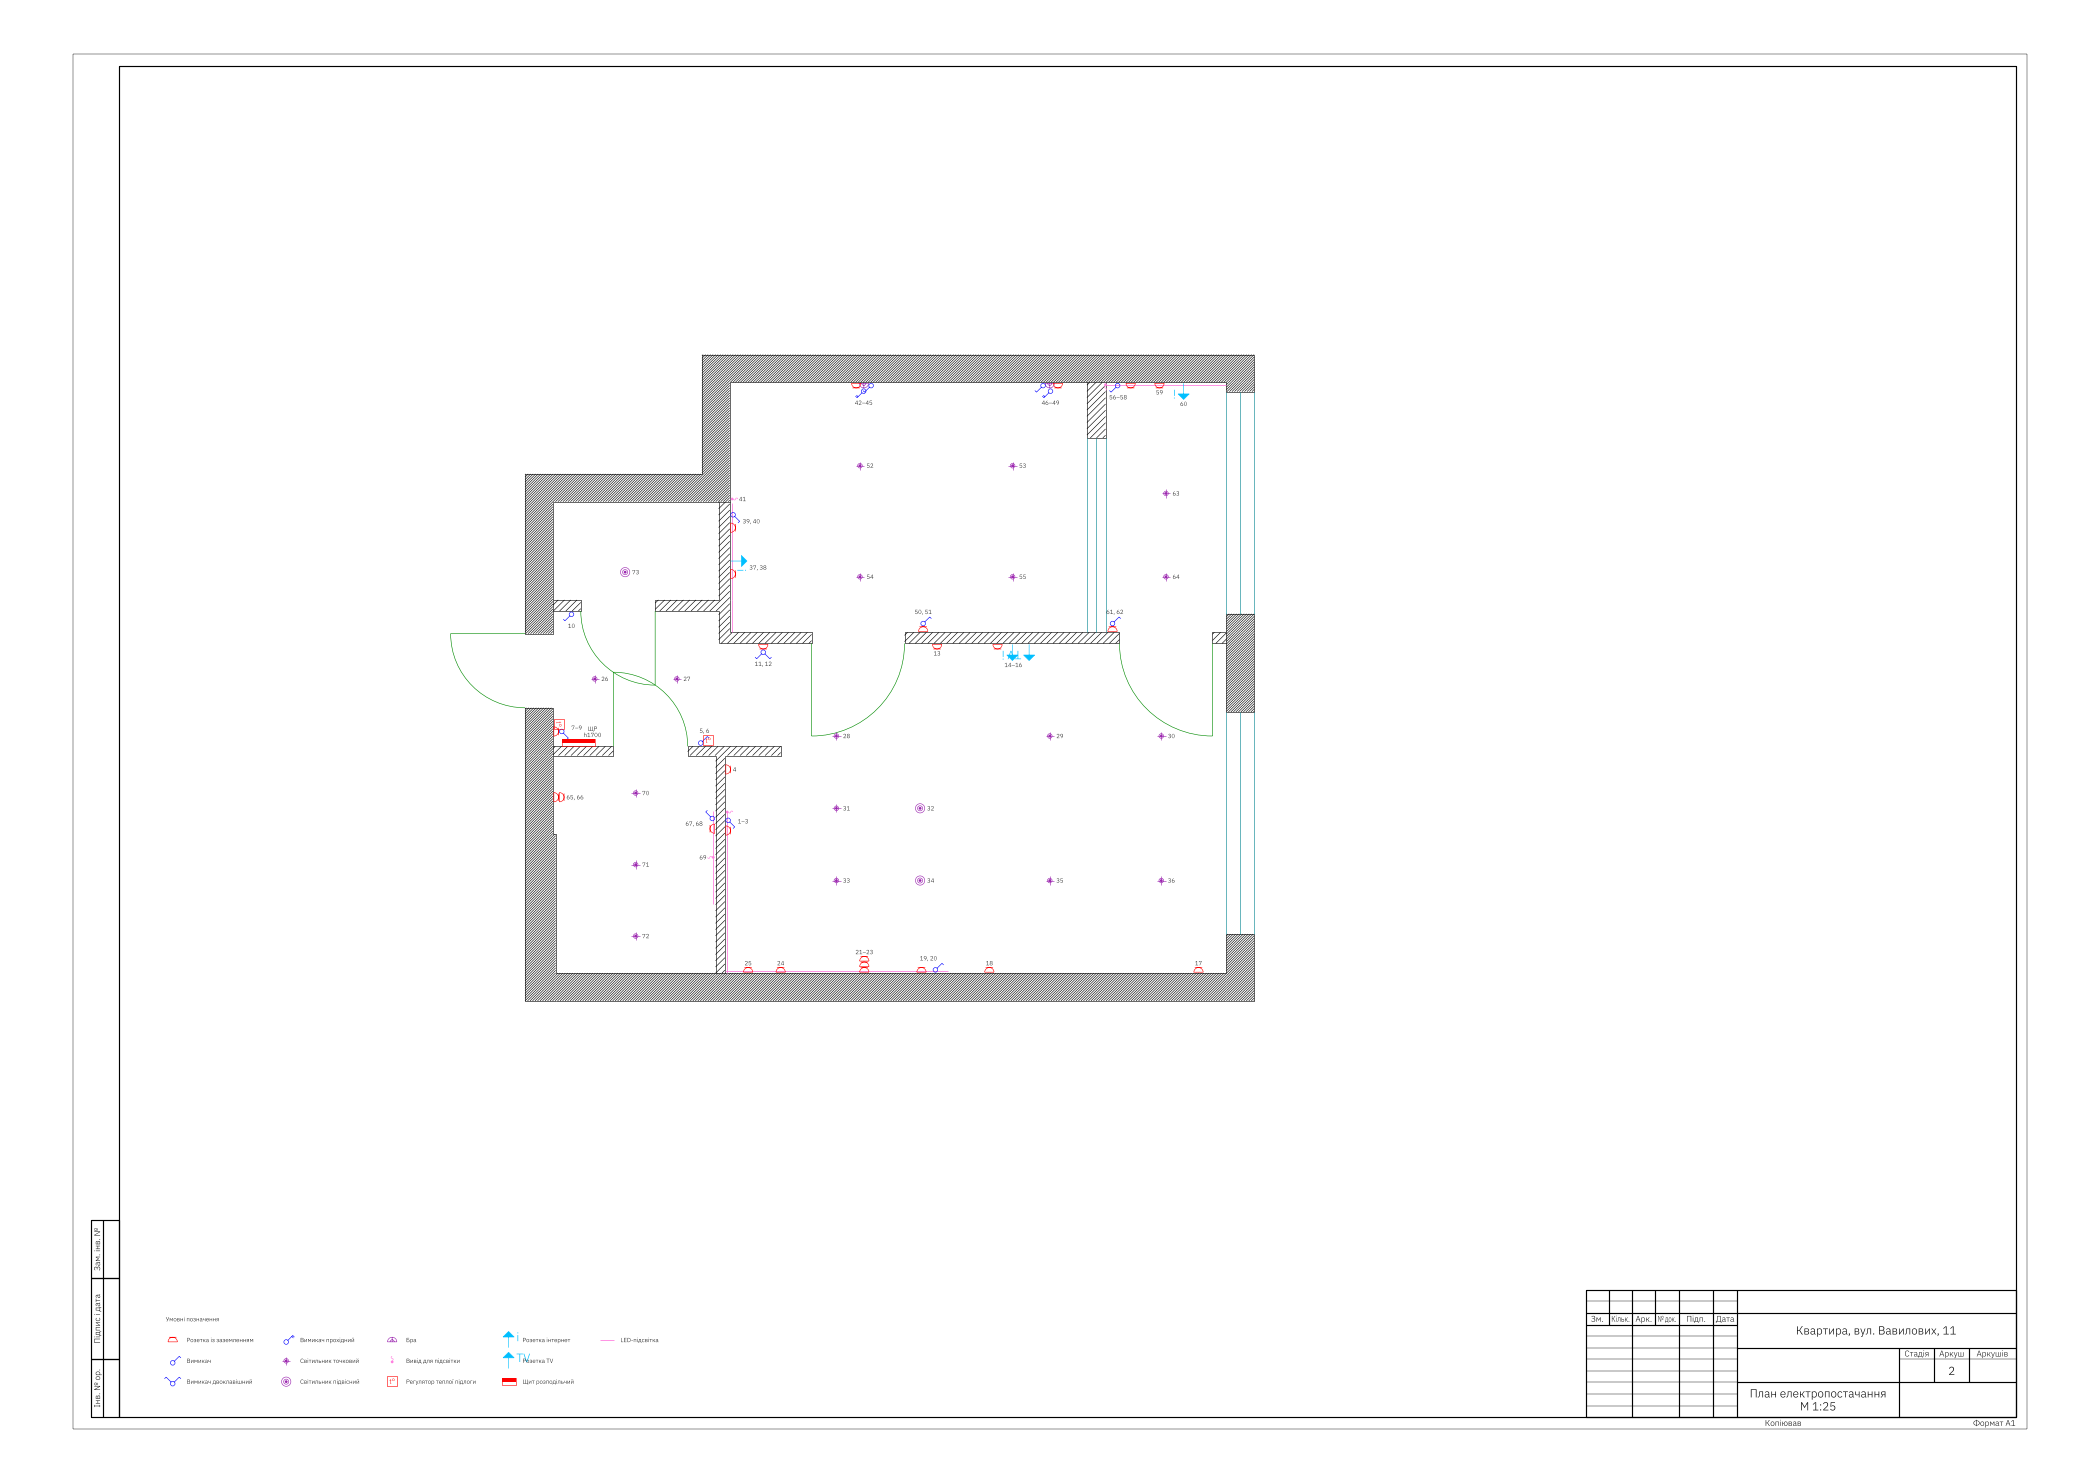 42–45
46–49
56–58
59
60
52
53
63
41
39, 40
37, 38
54
55
64
73
10
50, 51
61, 62
11, 12
13
14–16
26
27
7–9
ЩР
h1700
5, 6
28
29
30
4
65, 66
70
67, 68
1–3
31
32
69
71
33
34
35
36
72
25
24
21–23
19, 20
18
17
Зам. інв. №
Підпис і дата
Інв. № ор.
Умовні позначення
Розетка із заземленням
Вимикач прохідний
Бра
i
Розетка інтернет
LED-підсвітка
Вимикач
Світильник точковий
Вивід для підсвітки
TV
Розетка TV
Вимикач двоклавішний
Світильник підвісний
t°
Регулятор теплої підлоги
Щит розподільчий
Зм.
Кільк.
Арк.
№ док.
Підп.
Дата
Квартира, вул. Вавилових, 11
Стадія
Аркуш
Аркушів
2
План електропостачання
М 1:25
Копіював
Формат А1